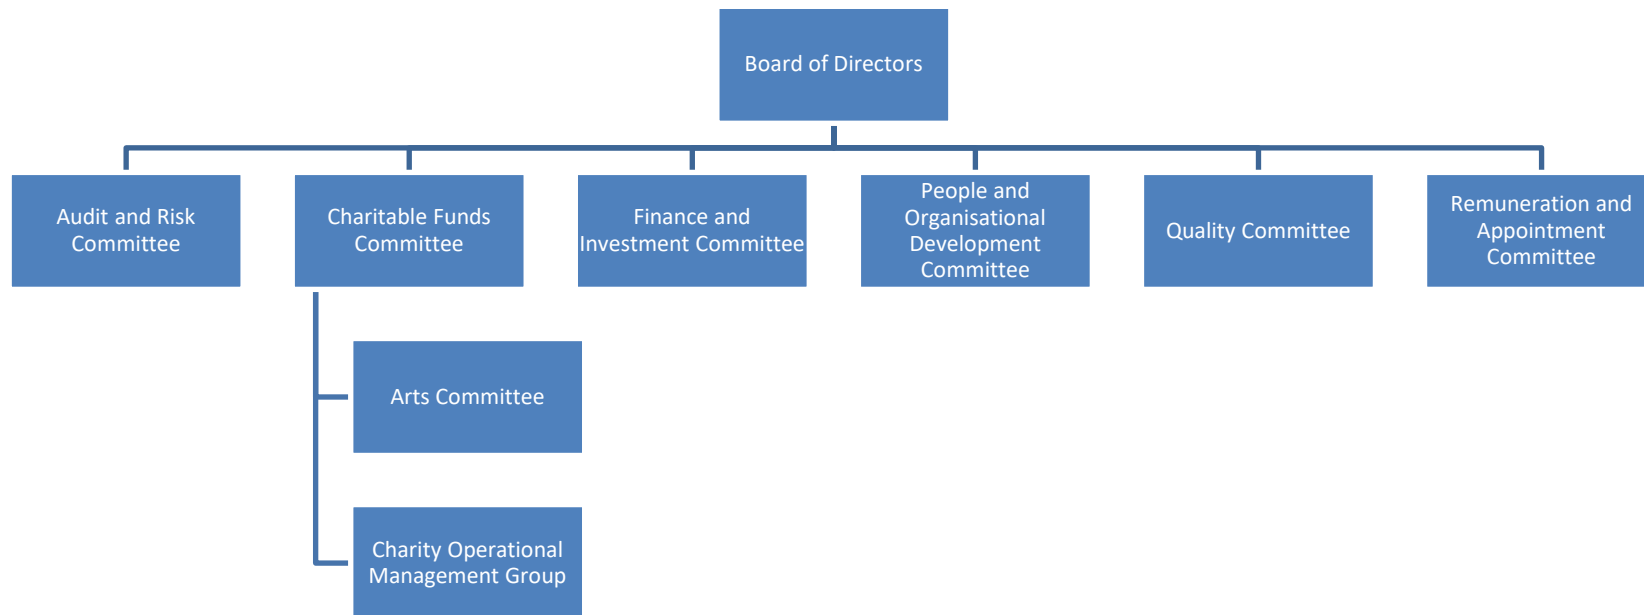 Board of Directors
Audit and Risk
Committee
Charitable Funds
Committee
Finance and
Investment Committee
People and
Organisational
Development
Committee
Quality Committee
Remuneration and
Appointment
Committee
Arts Committee
Charity Operational
Management Group